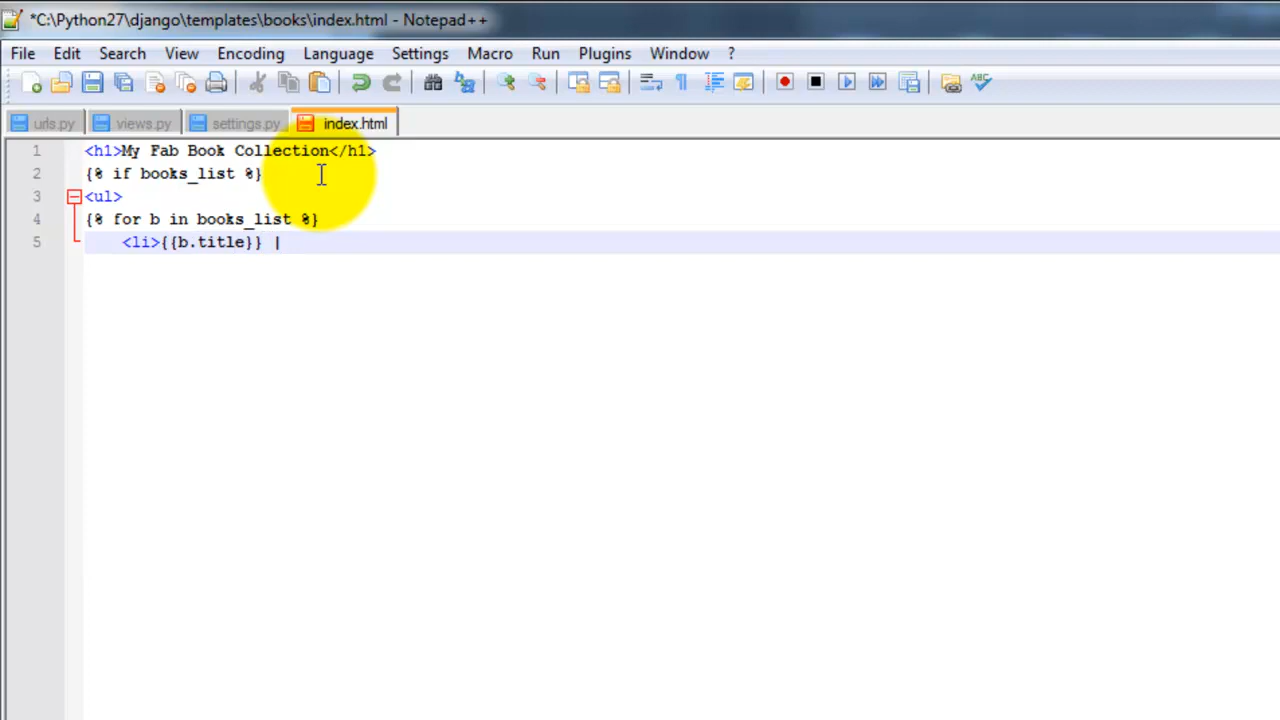 *C:\Python27\django\templates\books\index.html - Notepad++
File Edit Search View Encoding Language Settings Macro Run Plugins Window ?
ABC
urls.py views.py settings.py index.html
1 <h1>My Fab Book Collection</h1>
2 {% if books_list %}
3 <ul>
4 {% for b in books_list %}
5 <li>{{b.title}} |